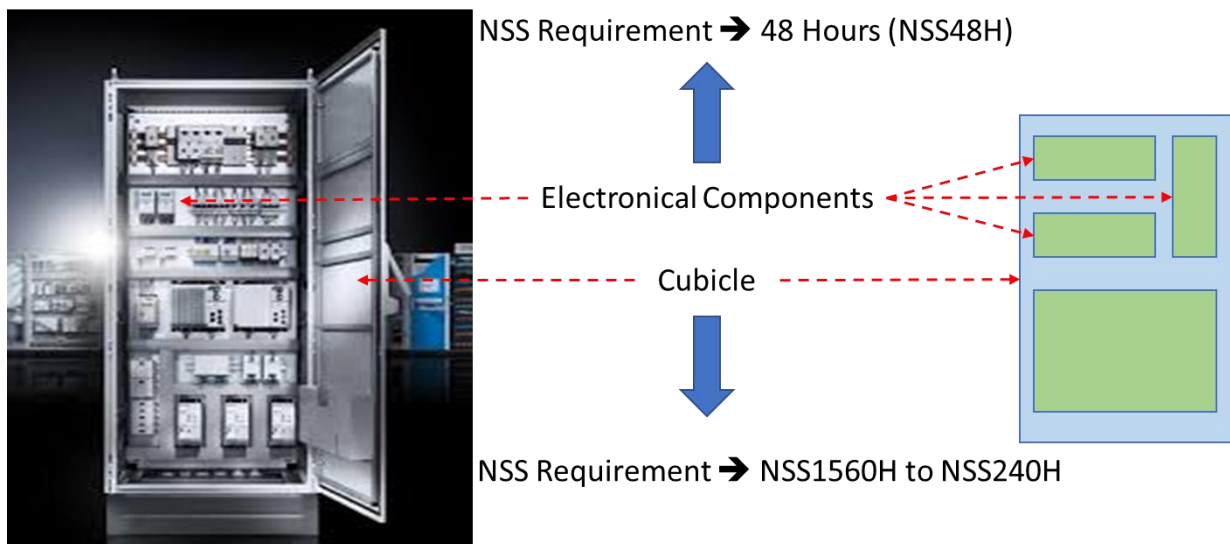 NSS Requirement ➔ 48 Hours (NSS48H)
Electronical Components
Cubicle
NSS Requirement ➔ NSS1560H to NSS240H